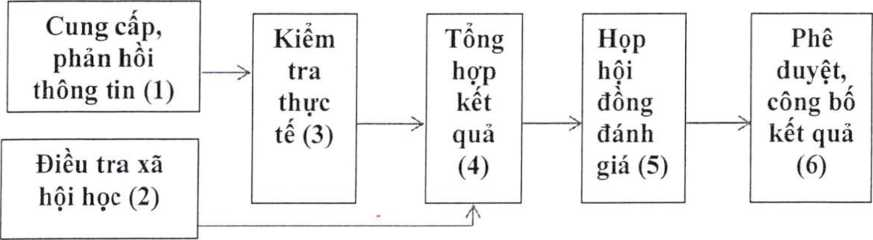 Cung cấp,
phản hồi
thông tin (1)
Điều tra xã
hội học (2)
Kiểm
tra
thực
tế (3)
Tổng
hợp
kết
quả
(4)
Họp
hội
đồng
đánh
giá (5)
Phê
duyệt,
công bố
kết quả
(6)